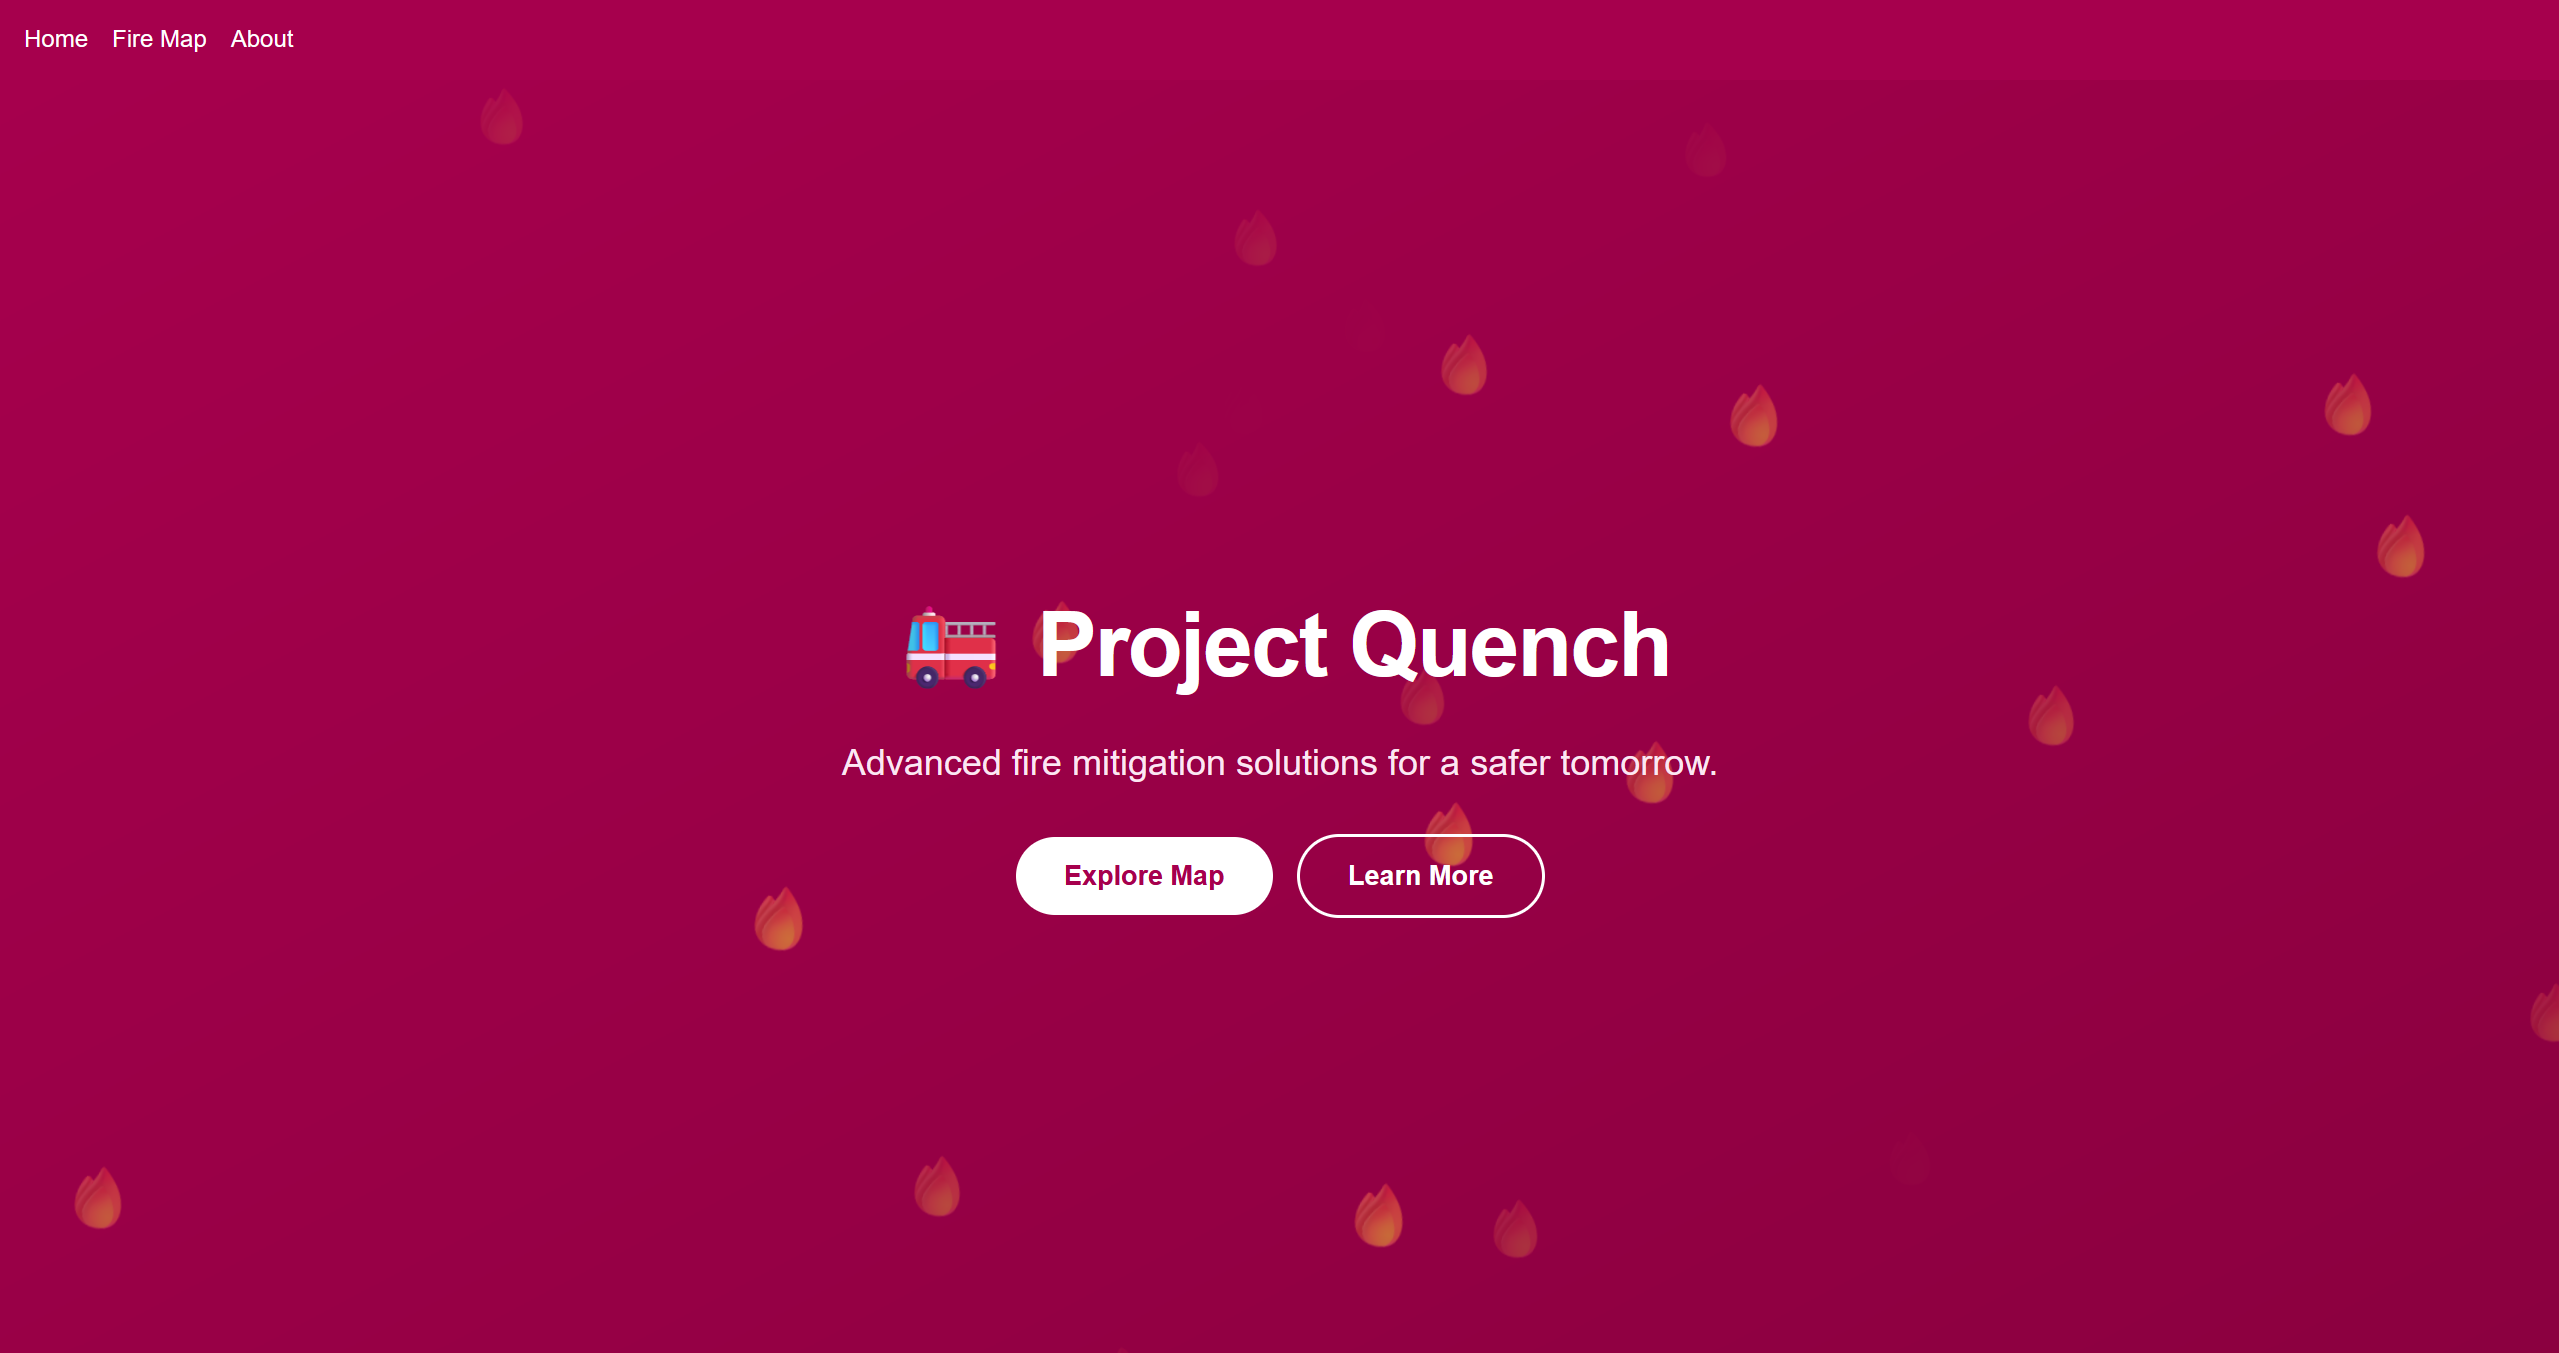 Home Fire Map About
Project Quench
Advanced fire mitigation solutions for a safer tomorrow.
Explore Map Learn More